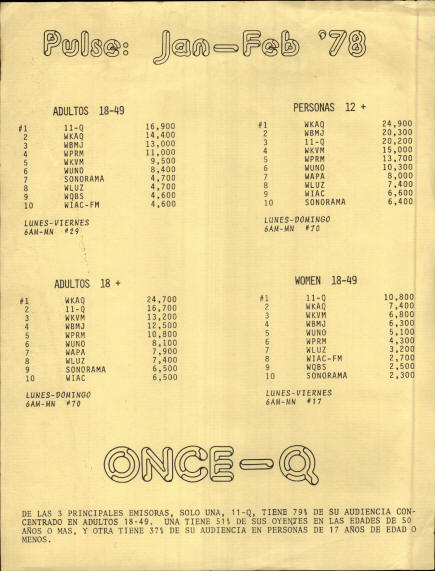 Pulse: Jan-Feb '78
ADULTOS 18-49
#1 11-Q 16,900
2 WKAQ 14,400
3 WBMJ 13,000
4 WPRM 11,000
5 WKVM 9,500
6 WUNO 8,400
7 SONORAMA 4,700
8 WLUZ 4,700
9 WQBS 4,600
10 WIAC-FM 4,600
LUNES-VIERNES
6AM-MN #29
PERSONAS 12 +
#1 WKAQ 24,900
2 WBMJ 20,300
3 11-Q 20,200
4 WKVM 15,000
5 WPRM 13,700
6 WUNO 10,300
7 WAPA 8,000
8 WLUZ 7,400
9 WIAC 6,600
10 SONORAMA 6,400
LUNES-DOMINGO
6AM-MN #70
ADULTOS 18 +
#1 WKAQ 24,700
2 11-Q 16,700
3 WKVM 13,200
4 WBMJ 12,500
5 WPRM 10,800
6 WUNO 8,100
7 WAPA 7,900
8 WLUZ 7,400
9 SONORAMA 6,500
10 WIAC 6,500
LUNES-DOMINGO
6AM-MN #70
WOMEN 18-49
#1 11-Q 10,800
2 WKAQ 7,400
3 WKVM 6,800
4 WBMJ 6,300
5 WUNO 5,100
6 WPRM 4,300
7 WLUZ 3,200
8 WIAC-FM 2,700
9 WQBS 2,500
10 SONORAMA 2,300
LUNES-VIERNES
6AM-MN #17
ONCE-Q
DE LAS 3 PRINCIPALES EMISORAS, SOLO UNA, 11-Q, TIENE 79% DE SU AUDIENCIA CON-
CENTRADO EN ADULTOS 18-49. UNA TIENE 51% DE SUS OYENTES EN LAS EDADES DE 50
AÑOS O MAS, Y OTRA TIENE 37% DE SU AUDIENCIA EN PERSONAS DE 17 AÑOS DE EDAD O
MENOS.